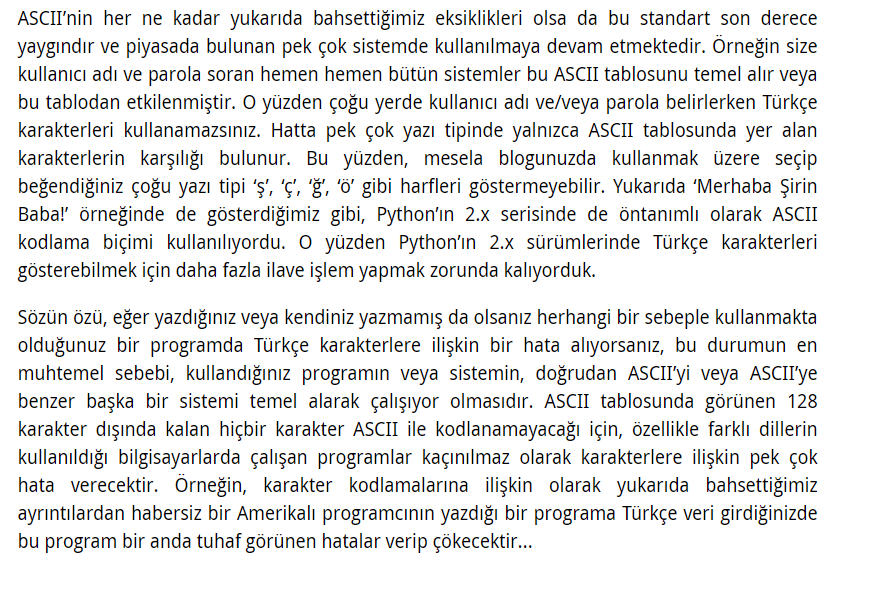 ASCII’nin her ne kadar yukarıda bahsettiğimiz eksiklikleri olsa da bu standart son derece
yaygındır ve piyasada bulunan pek çok sistemde kullanılmaya devam etmektedir. Örneğin size
kullanıcı adı ve parola soran hemen hemen bütün sistemler bu ASCII tablosunu temel alır veya
bu tablodan etkilenmiştir. O yüzden çoğu yerde kullanıcı adı ve/veya parola belirlerken Türkçe
karakterleri kullanamazsınız. Hatta pek çok yazı tipinde yalnızca ASCII tablosunda yer alan
karakterlerin karşılığı bulunur. Bu yüzden, mesela blogunuzda kullanmak üzere seçip
beğendiğiniz çoğu yazı tipi ‘ş’, ‘ç’, ‘ğ’, ‘ö’ gibi harfleri göstermeyebilir. Yukarıda ‘Merhaba Şirin
Baba!’ örneğinde de gösterdiğimiz gibi, Python’ın 2.x serisinde de öntanımlı olarak ASCII
kodlama biçimi kullanılıyordu. O yüzden Python’ın 2.x sürümlerinde Türkçe karakterleri
gösterebilmek için daha fazla ilave işlem yapmak zorunda kalıyorduk.
Sözün özü, eğer yazdığınız veya kendiniz yazmamış da olsanız herhangi bir sebeple kullanmakta
olduğunuz bir programda Türkçe karakterlere ilişkin bir hata alıyorsanız, bu durumun en
muhtemel sebebi, kullandığınız programın veya sistemin, doğrudan ASCII’yi veya ASCII’ye
benzer başka bir sistemi temel alarak çalışıyor olmasıdır. ASCII tablosunda görünen 128
karakter dışında kalan hiçbir karakter ASCII ile kodlanamayacağı için, özellikle farklı dillerin
kullanıldığı bilgisayarlarda çalışan programlar kaçınılmaz olarak karakterlere ilişkin pek çok
hata verecektir. Örneğin, karakter kodlamalarına ilişkin olarak yukarıda bahsettiğimiz
ayrıntılardan habersiz bir Amerikalı programcının yazdığı bir programa Türkçe veri girdiğinizde
bu program bir anda tuhaf görünen hatalar verip çökecektir...